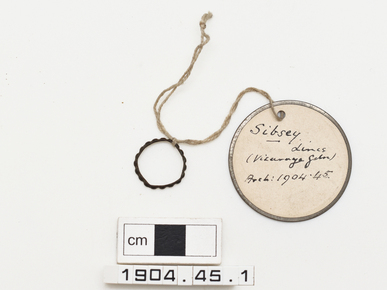 Sibsey
Lincs
(Vicarage Gdn)
Arch: 1904·45.
cm
1904.45.1